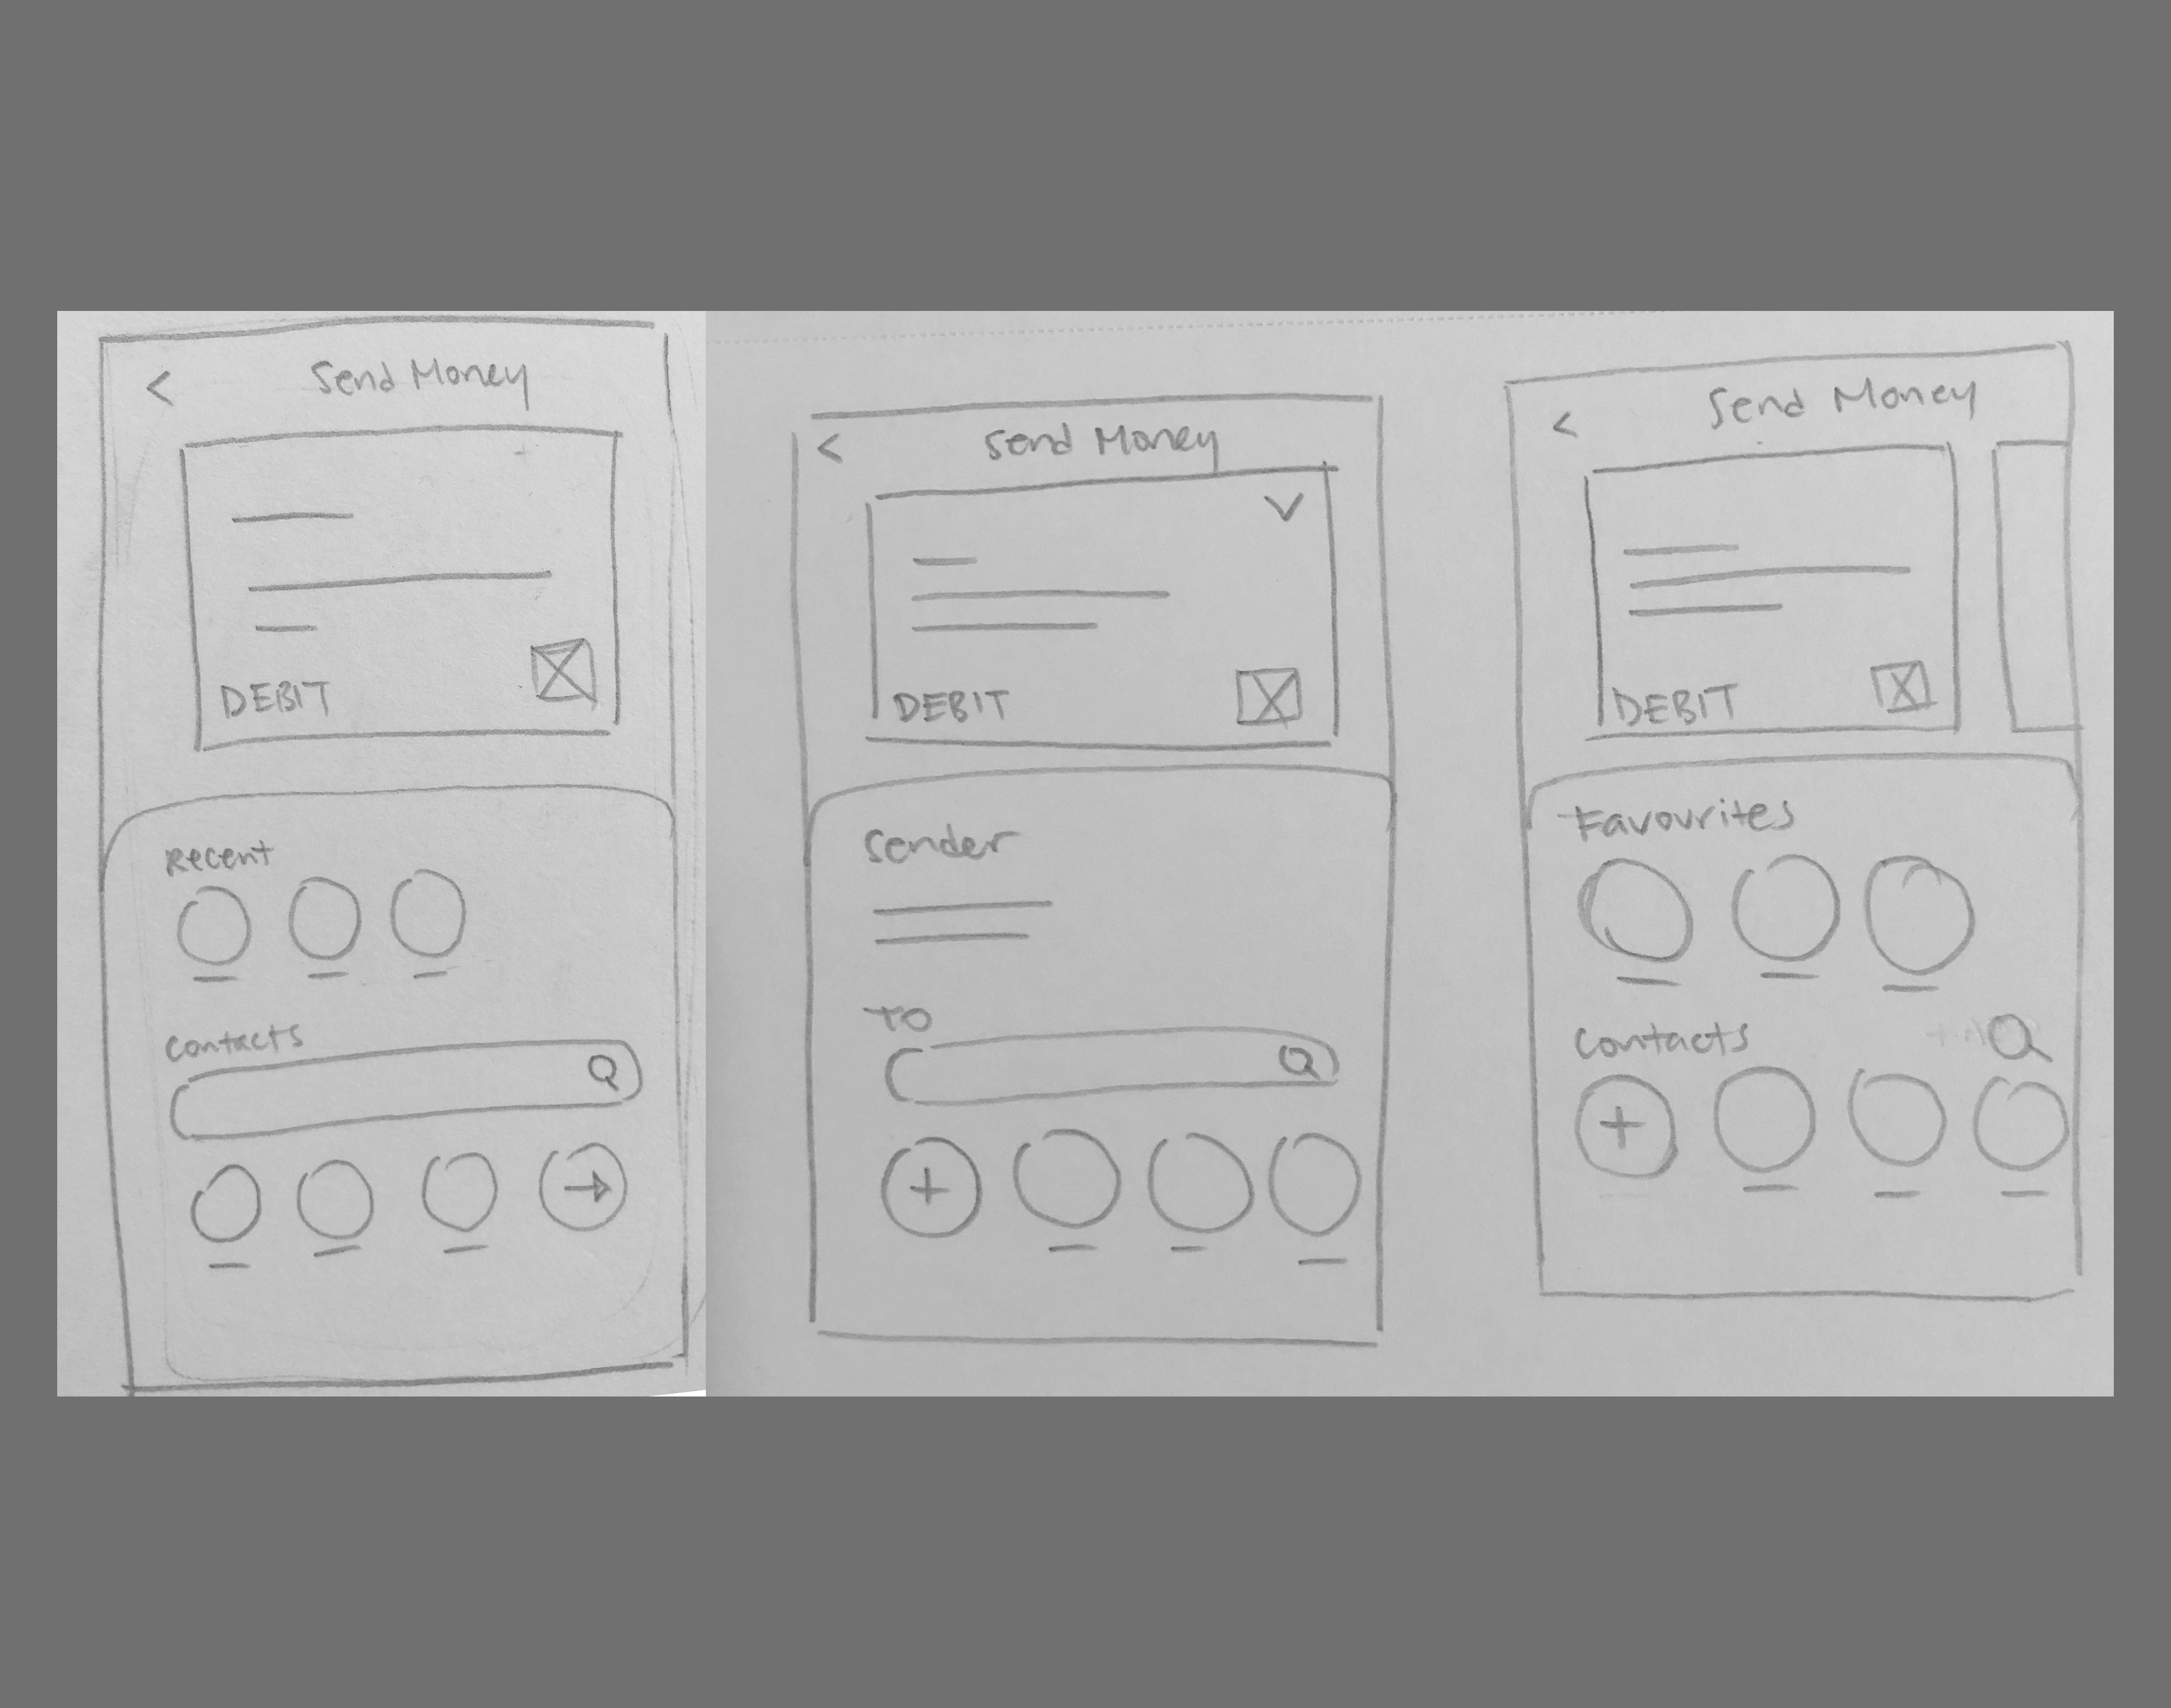 < Send Money
DEBIT
Recent
Contacts
< Send Money
DEBIT
Sender
TO
< Send Money
DEBIT
Favourites
Contacts